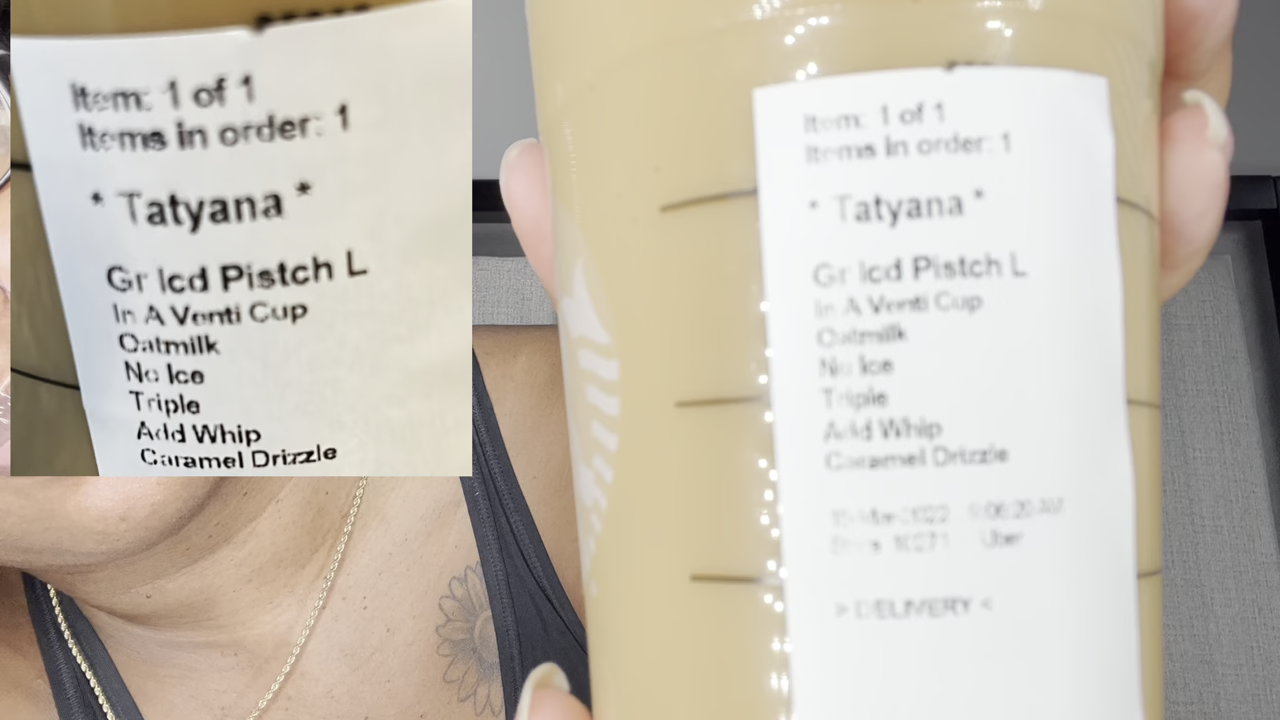 Item: 1 of 1
Items in order: 1
* Tatyana *
Gr Icd Pistch L
In A Venti Cup
Oatmilk
No Ice
Triple
Add Whip
Caramel Drizzle
Item: 1 of 1
Items in order: 1
* Tatyana *
Gr Icd Pistch L
In A Venti Cup
Oatmilk
No Ice
Triple
Add Whip
Caramel Drizzle
Uber
> DELIVERY <